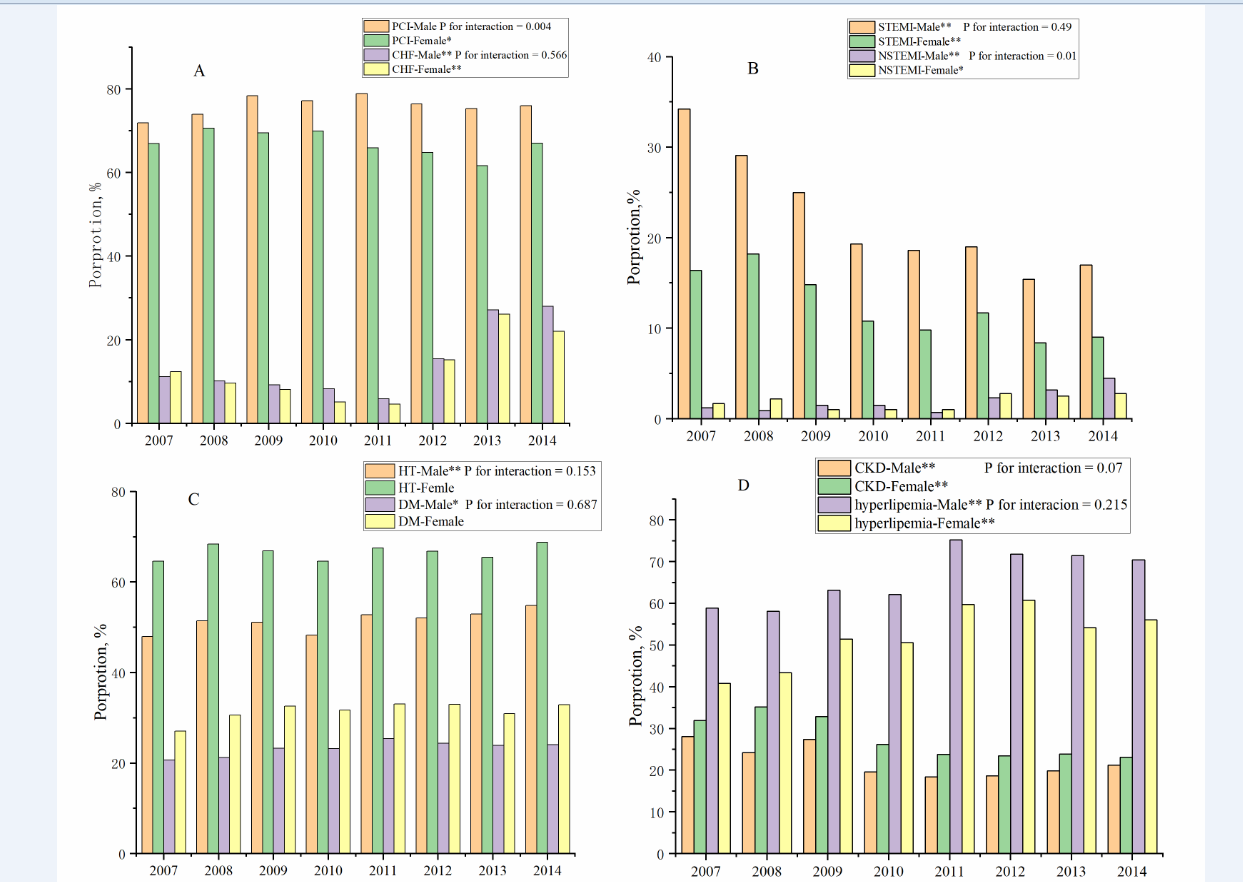 PCI-Male P for interaction = 0.004
PCI-Female*
CHF-Male** P for interaction = 0.566
CHF-Female**
A
Porprotion, %
80
60
40
20
0
2007 2008 2009 2010 2011 2012 2013 2014
STEMI-Male** P for interaction = 0.49
STEMI-Female**
NSTEMI-Male** P for interaction = 0.01
NSTEMI-Female*
B
Porprotion,%
40
30
20
10
0
2007 2008 2009 2010 2011 2012 2013 2014
HT-Male** P for interaction = 0.153
HT-Femle
DM-Male* P for interaction = 0.687
DM-Female
C
Porprotion, %
80
60
40
20
0
2007 2008 2009 2010 2011 2012 2013 2014
CKD-Male** P for interaction = 0.07
CKD-Female**
hyperlipemia-Male** P for interacion = 0.215
hyperlipemia-Female**
D
Porprotion, %
80
70
60
50
40
30
20
10
0
2007 2008 2009 2010 2011 2012 2013 2014